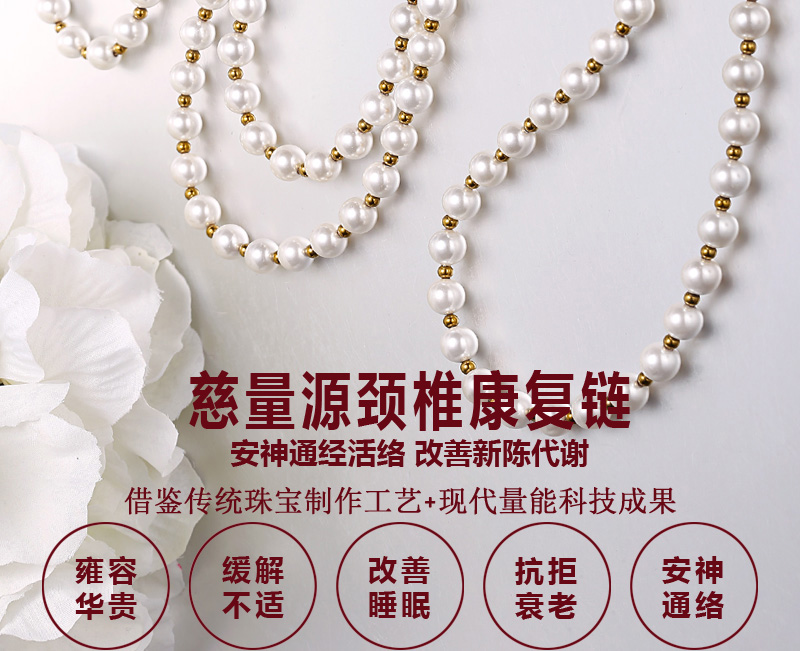 慈量源颈椎康复链
安神通经活络 改善新陈代谢
借鉴传统珠宝制作工艺+现代量能科技成果
雍容
华贵
缓解
不适
改善
睡眠
抗拒
衰老
安神
通络